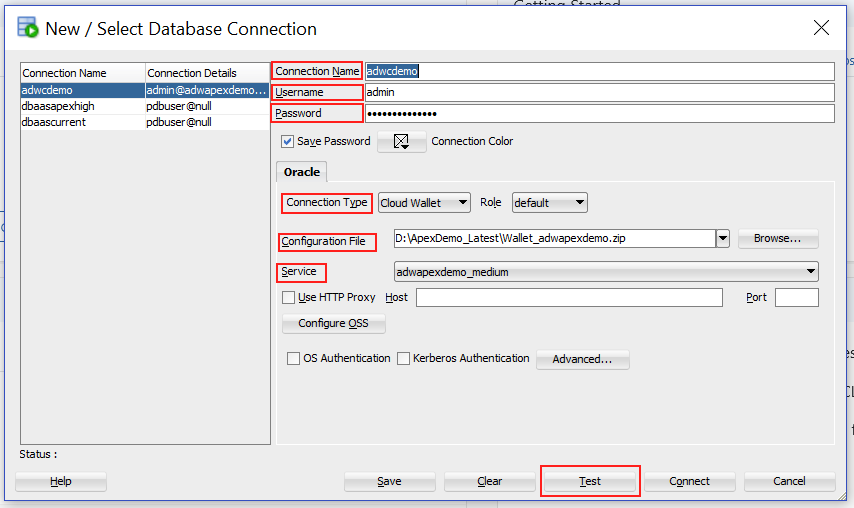 Getting Started
New / Select Database Connection
Connection Name Connection Details
adwcdemo admin@adwapexdemo...
dbaasapexhigh pdbuser@null
dbaascurrent pdbuser@null
Connection Name adwcdemo
Username admin
Password ••••••••••••••
Save Password Connection Color
Oracle
Connection Type Cloud Wallet Role default
Configuration File D:\ApexDemo_Latest\Wallet_adwapexdemo.zip Browse...
Service adwapexdemo_medium
Use HTTP Proxy Host Port
Configure OSS
OS Authentication Kerberos Authentication Advanced...
Status :
Help Save Clear Test Connect Cancel